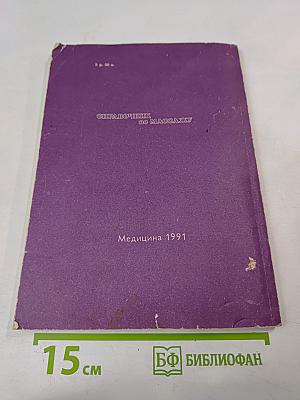 СПРАВОЧНИК
по МАССАЖУ
Медицина 1991
15 см
БФ БИБЛИОФАН